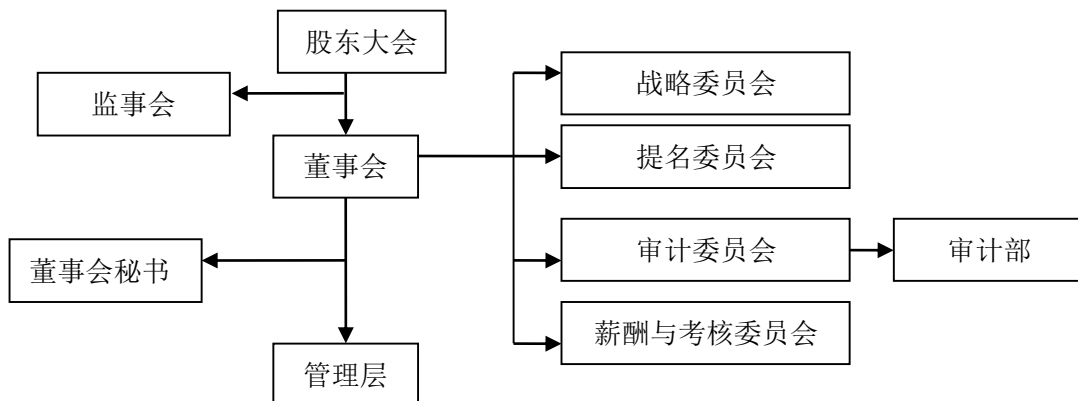 股东大会
战略委员会
监事会
董事会
提名委员会
董事会秘书
审计委员会
审计部
薪酬与考核委员会
管理层